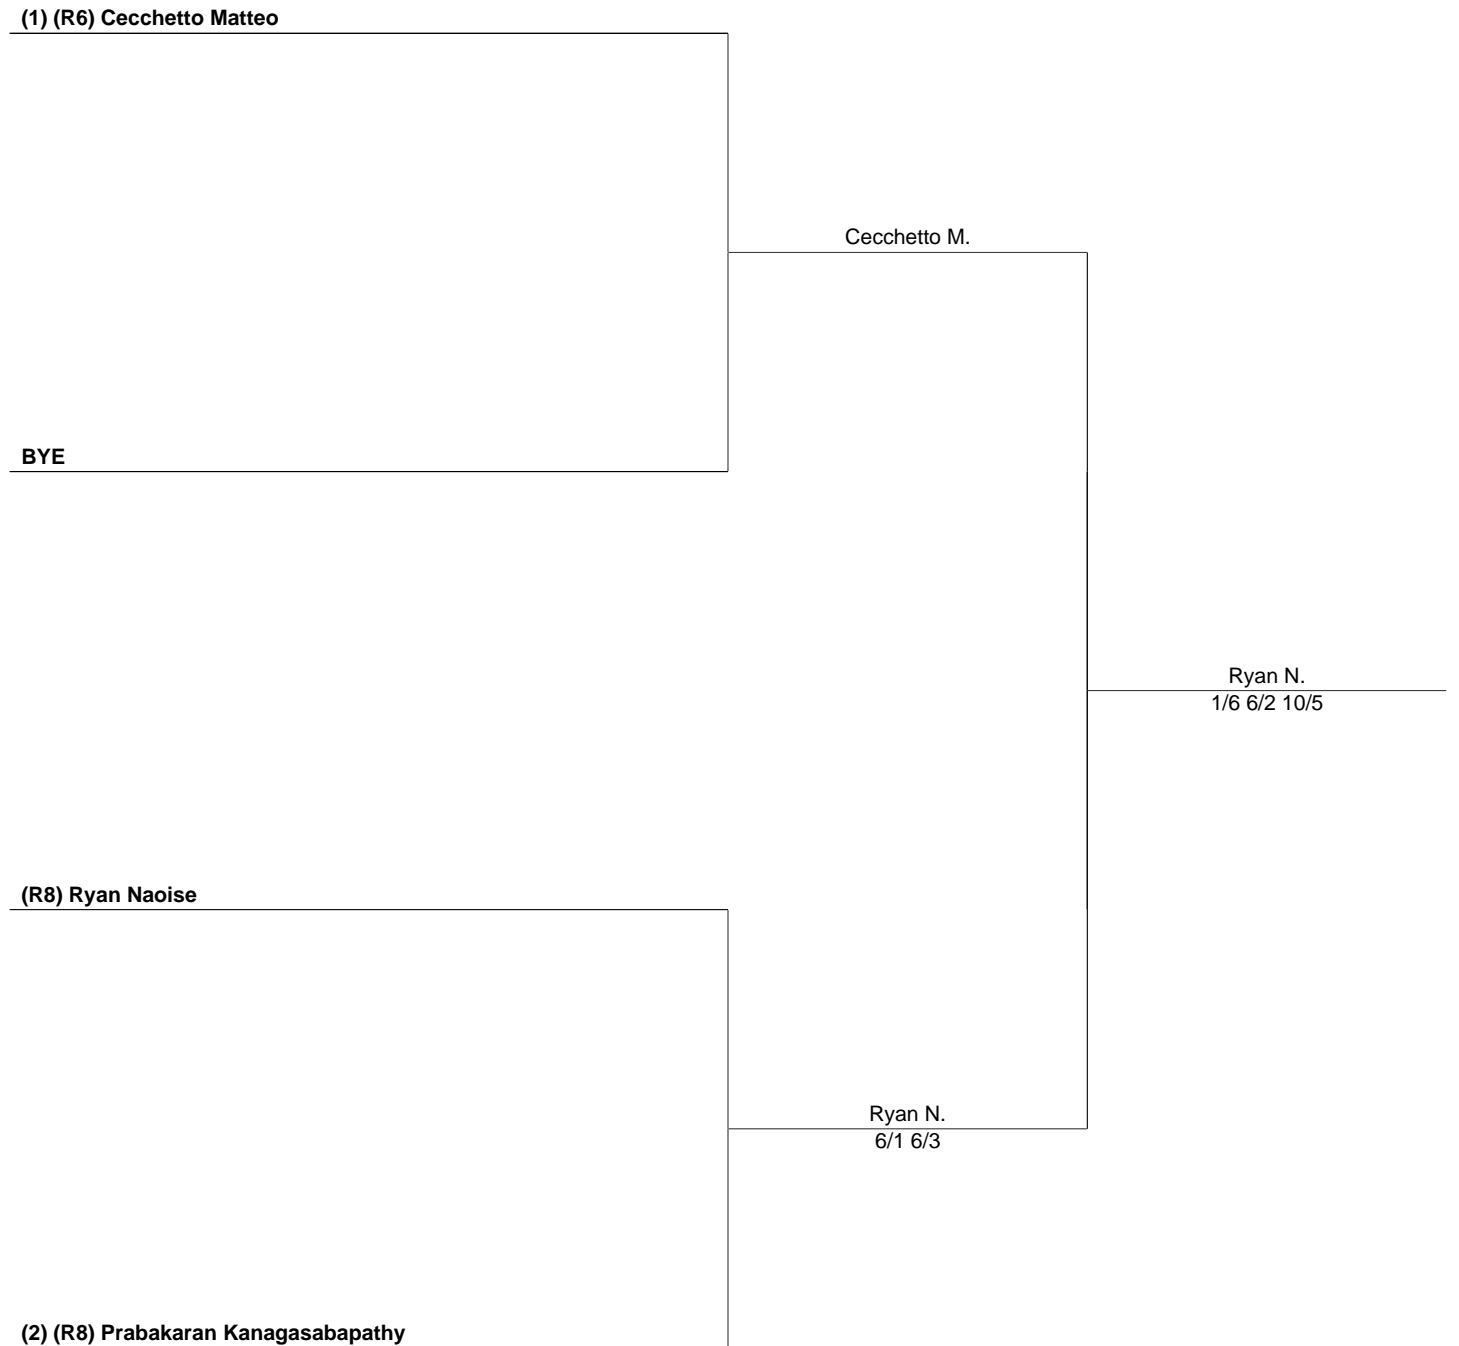 (1) (R6) Cecchetto Matteo
Cecchetto M.
BYE
Ryan N.
1/6 6/2 10/5
(R8) Ryan Naoise
Ryan N.
6/1 6/3
(2) (R8) Prabakaran Kanagasabapathy